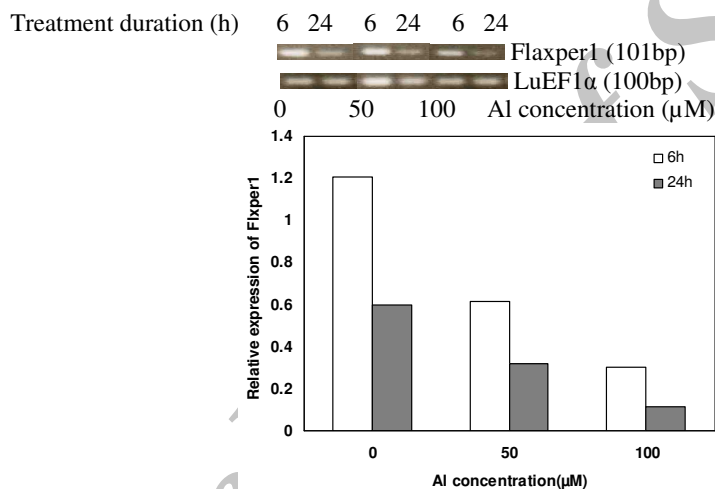 Treatment duration (h) 6 24 6 24 6 24
Flaxper1 (101bp)
LuEF1α (100bp)
0 50 100 Al concentration (µM)
1.4
1.2
1
0.8
0.6
0.4
0.2
0
Relative expression of Flxper1
6h
24h
0 50 100
Al concentration(µM)